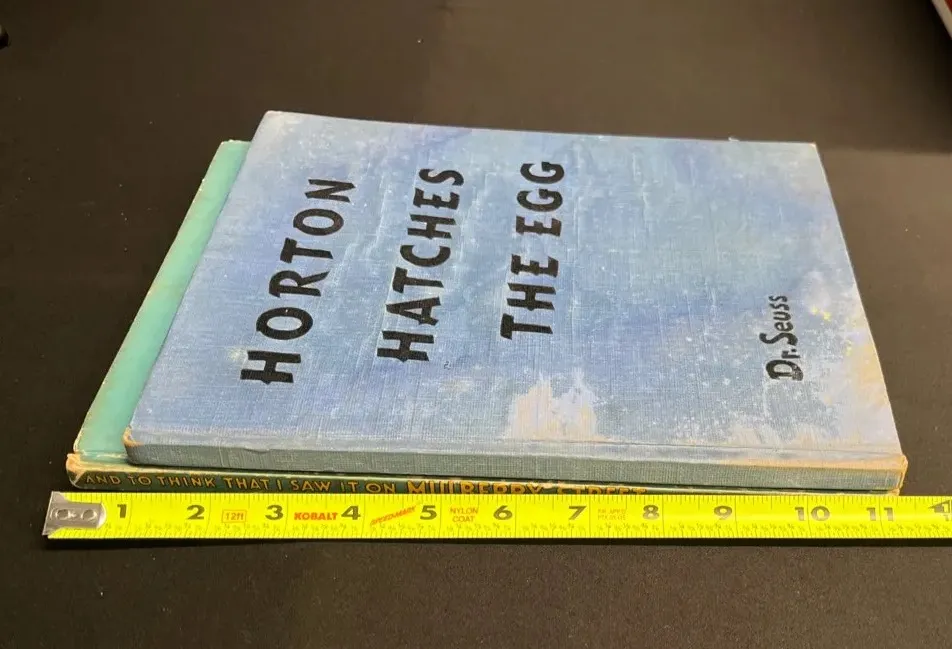 HORTON
HATCHES
THE EGG
Dr. Seuss
AND TO THINK THAT I SAW IT ON MULBERRY STREET
1 2 12ft 3 KOBALT 4 5 NYLON COAT 6 7 8 9 10 11